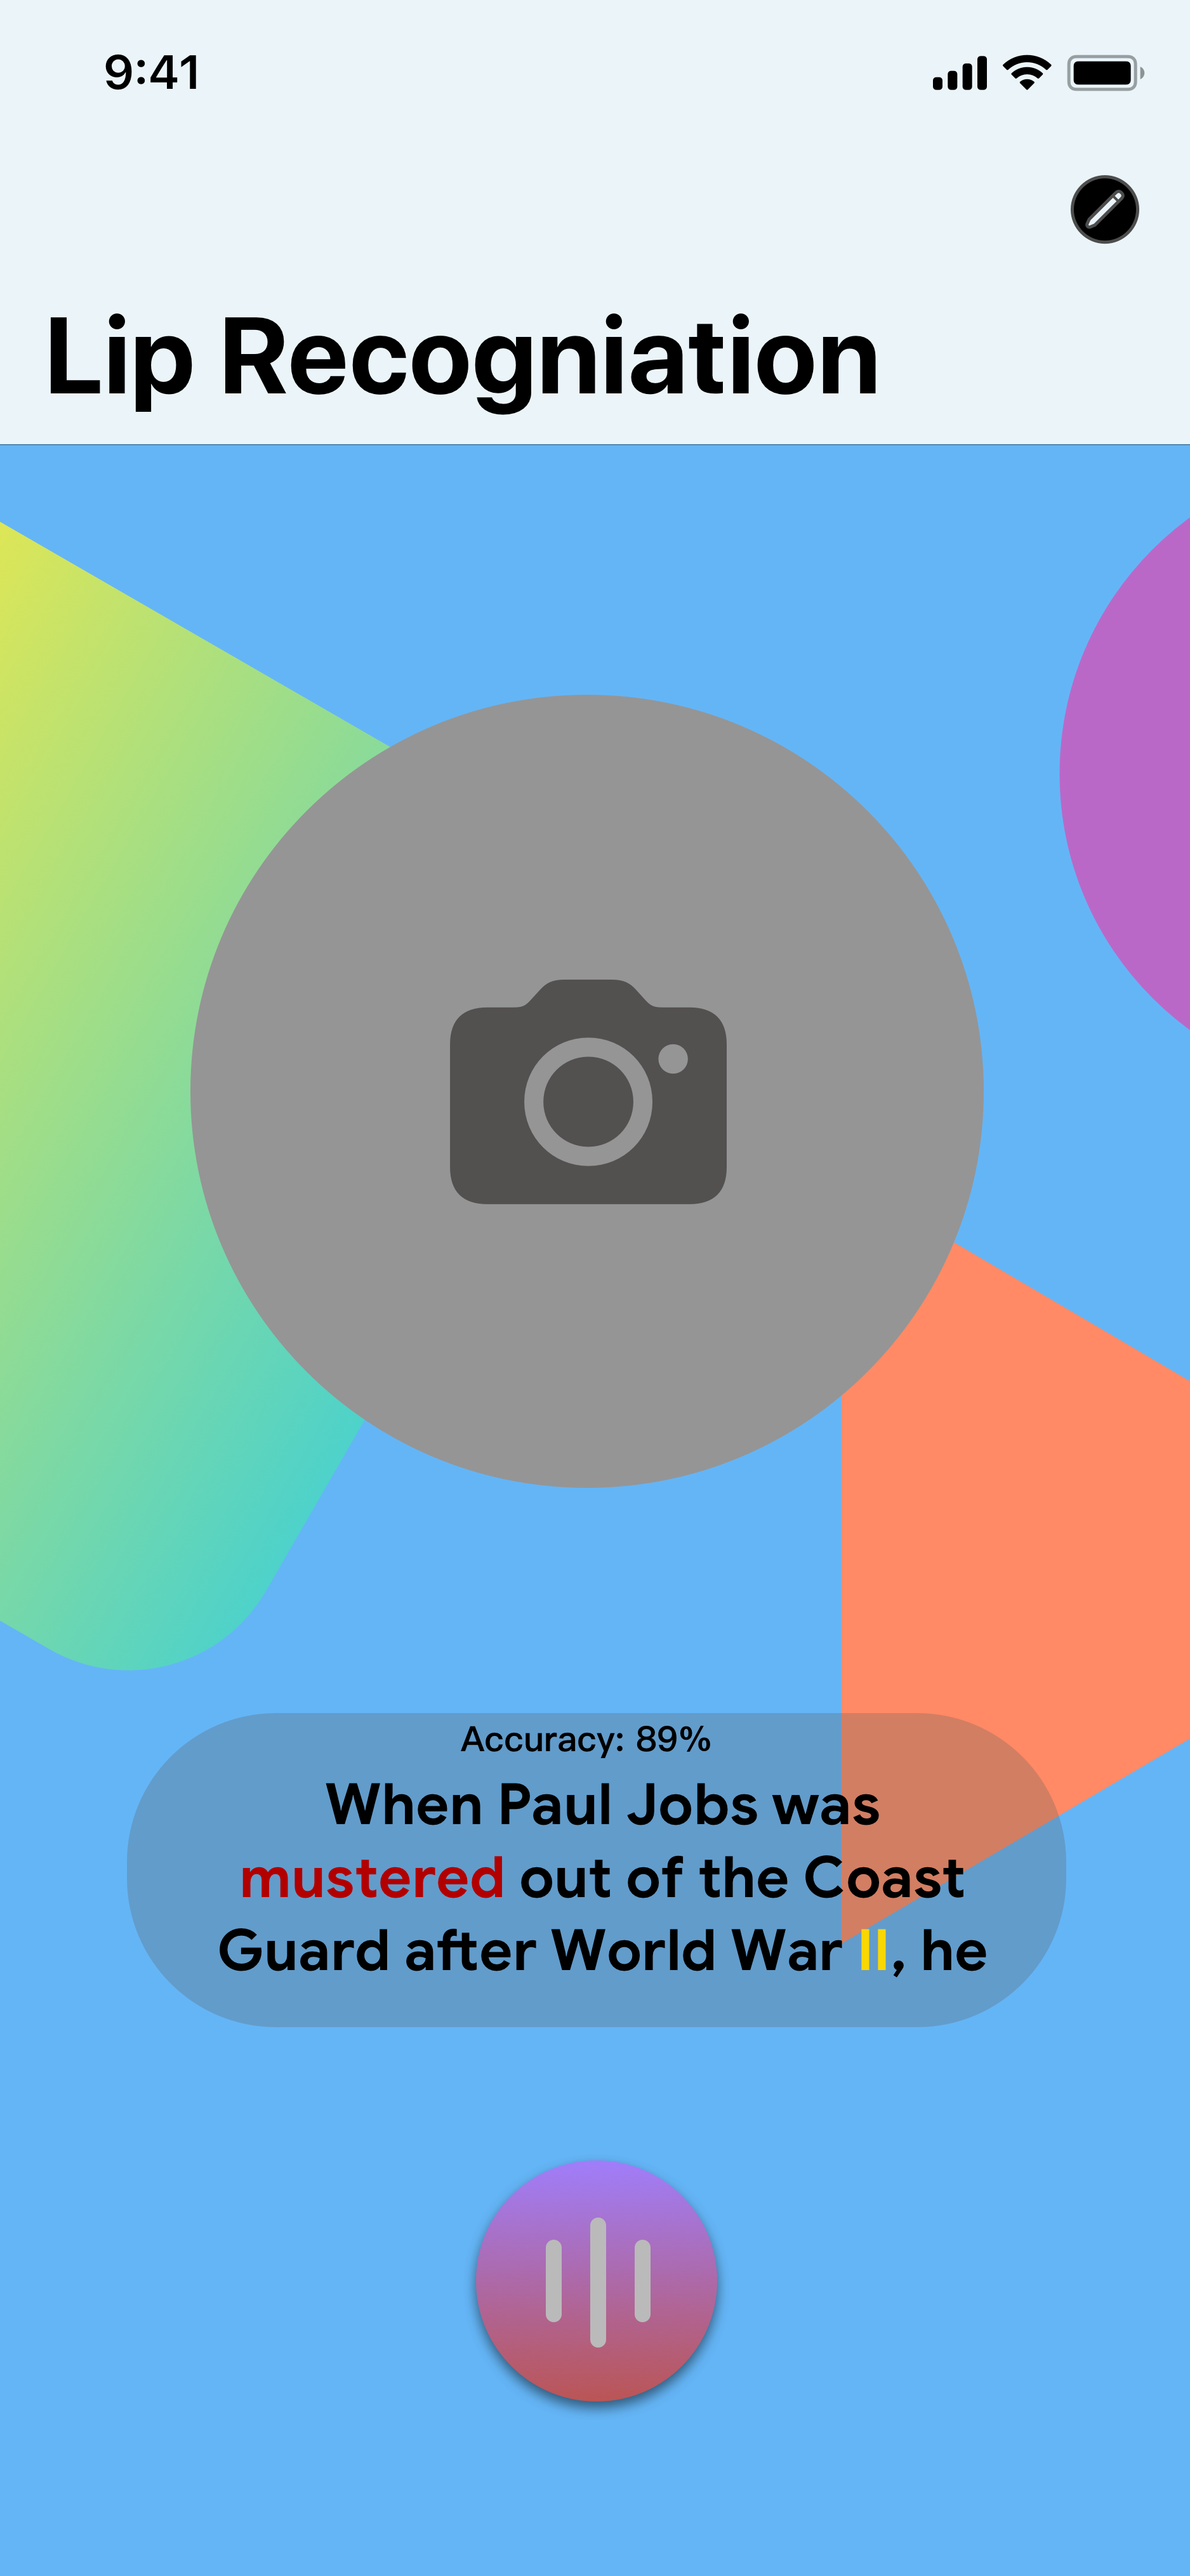 9:41
Lip Recogniation
Accuracy: 89%
When Paul Jobs was
mustered out of the Coast
Guard after World War II, he